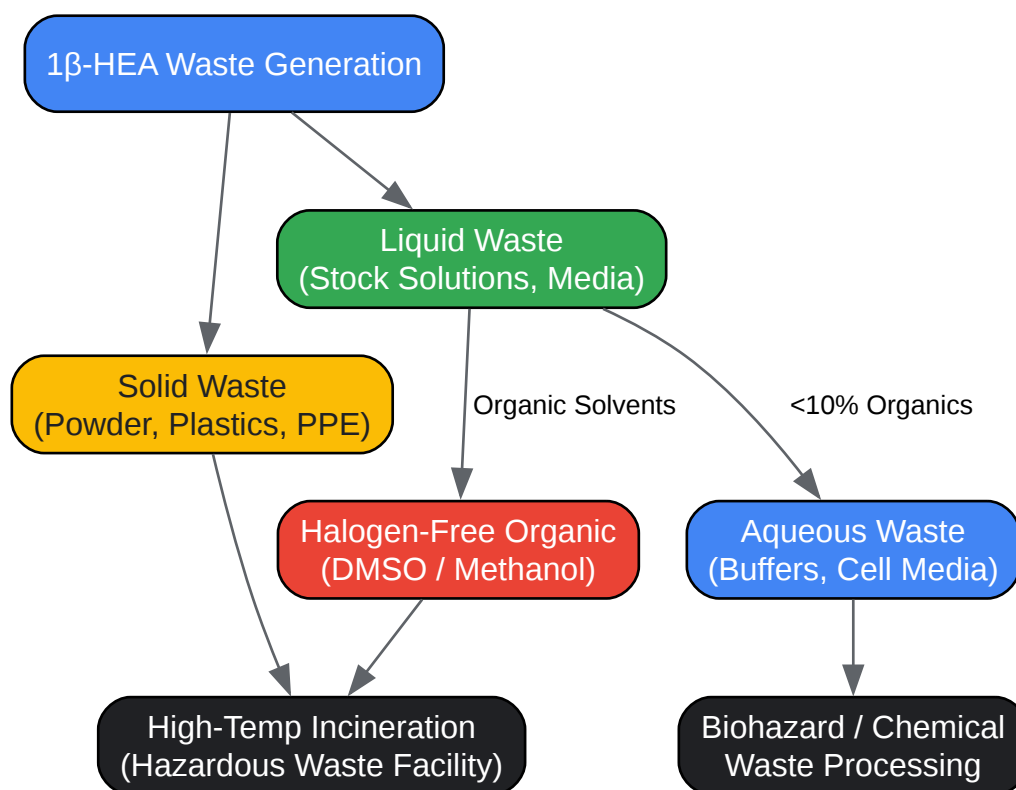 1β-HEA Waste Generation
Liquid Waste
(Stock Solutions, Media)
Solid Waste
(Powder, Plastics, PPE)
Organic Solvents
<10% Organics
Halogen-Free Organic
(DMSO / Methanol)
Aqueous Waste
(Buffers, Cell Media)
High-Temp Incineration
(Hazardous Waste Facility)
Biohazard / Chemical
Waste Processing